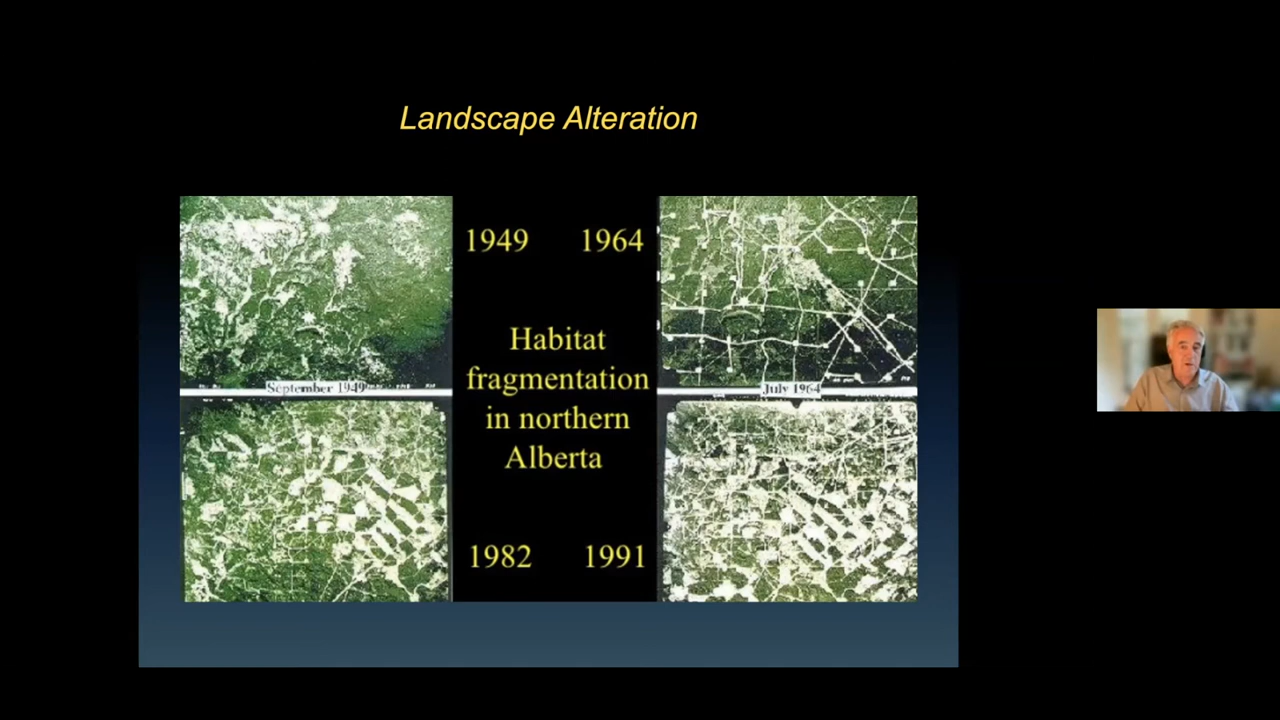 Landscape Alteration
1949 1964
Habitat
fragmentation
in northern
Alberta
September 1949
July 1964
1982 1991